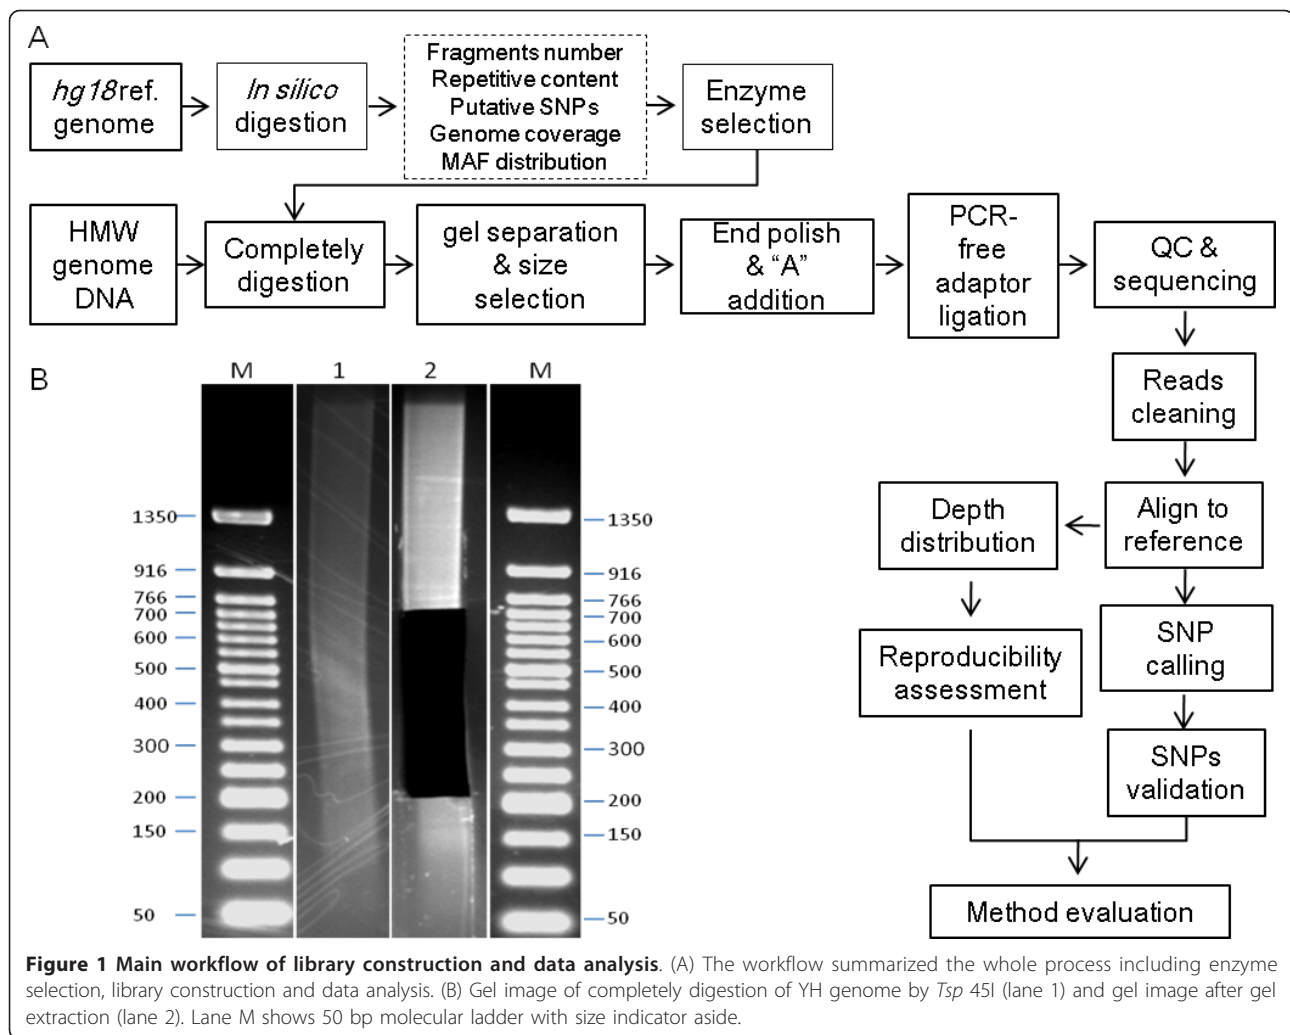 A
hg18 ref.
genome
In silico
digestion
Fragments number
Repetitive content
Putative SNPs
Genome coverage
MAF distribution
Enzyme
selection
HMW
genome
DNA
Completely
digestion
gel separation
& size
selection
End polish
& “A”
addition
PCR-
free
adaptor
ligation
QC &
sequencing
Reads
cleaning
Align to
reference
Depth
distribution
Reproducibility
assessment
SNP
calling
SNPs
validation
Method evaluation
B
M 1 2 M
1350
916
766
700
600
500
400
300
200
150
50
1350
916
766
700
600
500
400
300
200
150
50
Figure 1 Main workflow of library construction and data analysis. (A) The workflow summarized the whole process including enzyme
selection, library construction and data analysis. (B) Gel image of completely digestion of YH genome by Tsp 45I (lane 1) and gel image after gel
extraction (lane 2). Lane M shows 50 bp molecular ladder with size indicator aside.